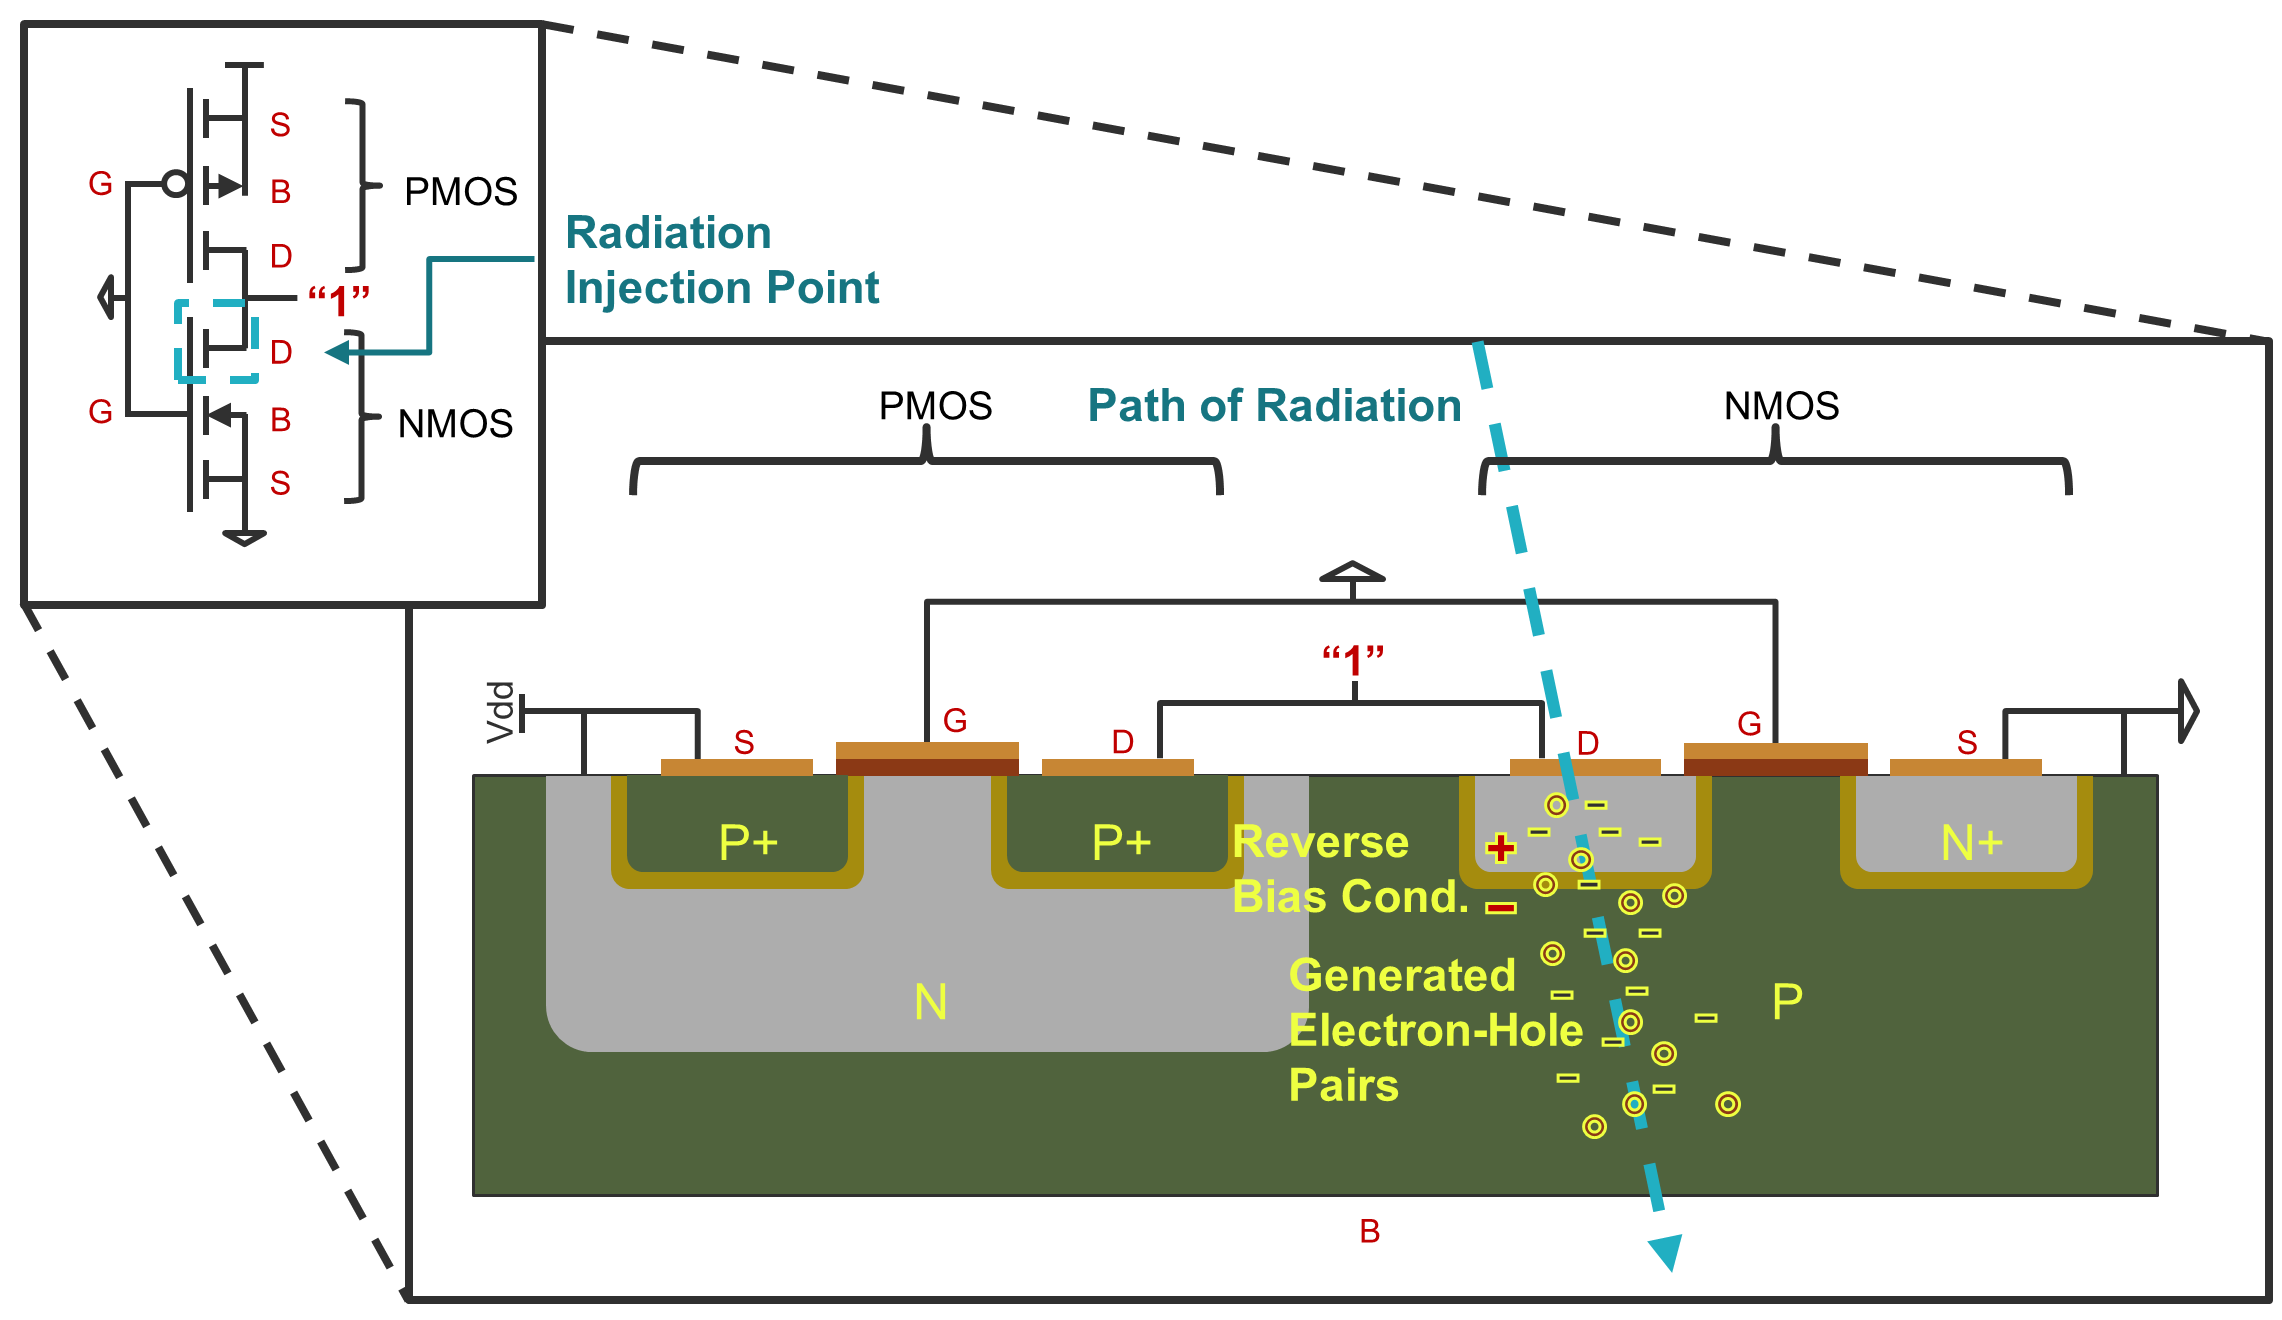 S
G
B
PMOS
D
“1”
D
G
B
NMOS
S
Radiation
Injection Point
PMOS
Path of Radiation
NMOS
“1”
Vdd
S
G
D
D
G
S
P+
P+
Reverse
Bias Cond.
+
−
N+
N
Generated
Electron-Hole
Pairs
P
B